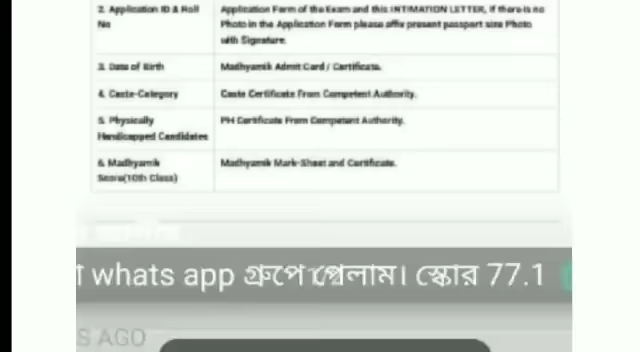 2. Application ID & Roll
No
Application Form of the Exam and this INTIMATION LETTER, if there is no
Photo in the Application Form please affix present passport size Photo
with Signature.
3. Date of Birth
Madhyamik Admit Card / Certificate.
4. Caste-Category
Caste Certificate From Competent Authority.
5. Physically
Handicapped Candidates
PH Certificate From Competent Authority.
6. Madhyamik
Score(10th Class)
Madhyamik Mark-Sheet and Certificate.
whats app গ্রুপে পেলাম। স্কোর 77.1
S AGO